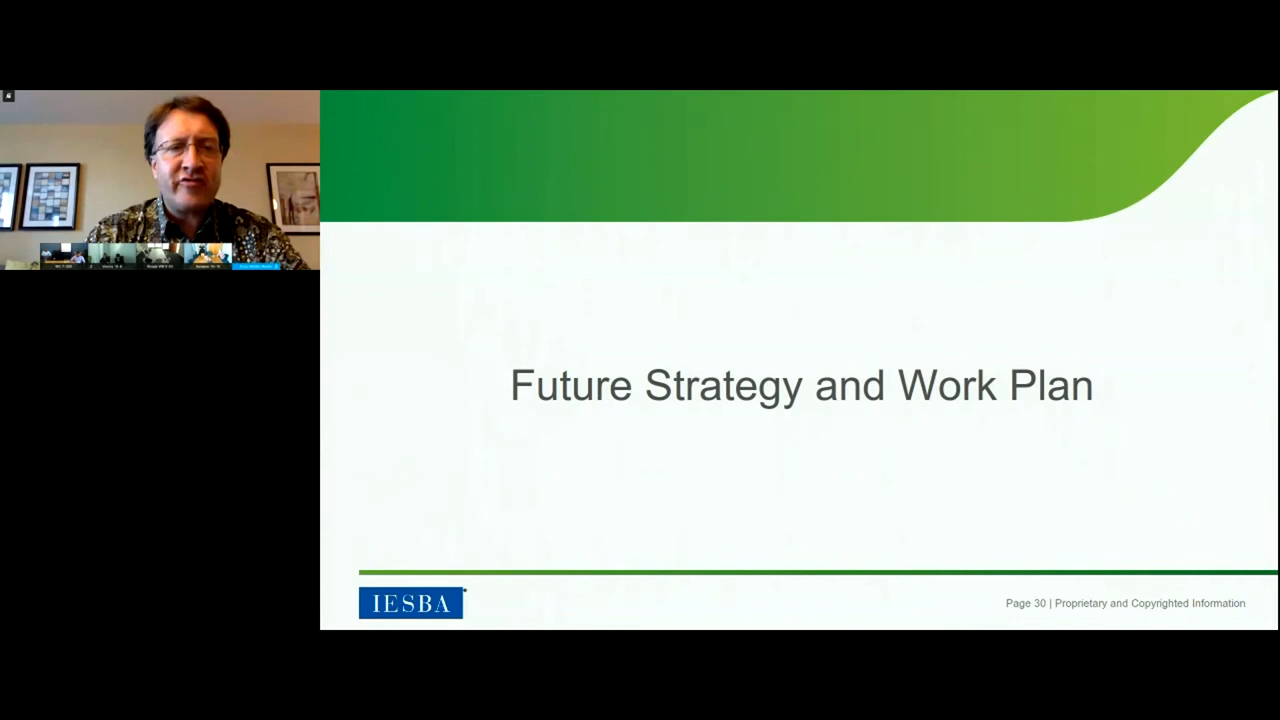 Future Strategy and Work Plan
IESBA
Page 30 | Proprietary and Copyrighted Information